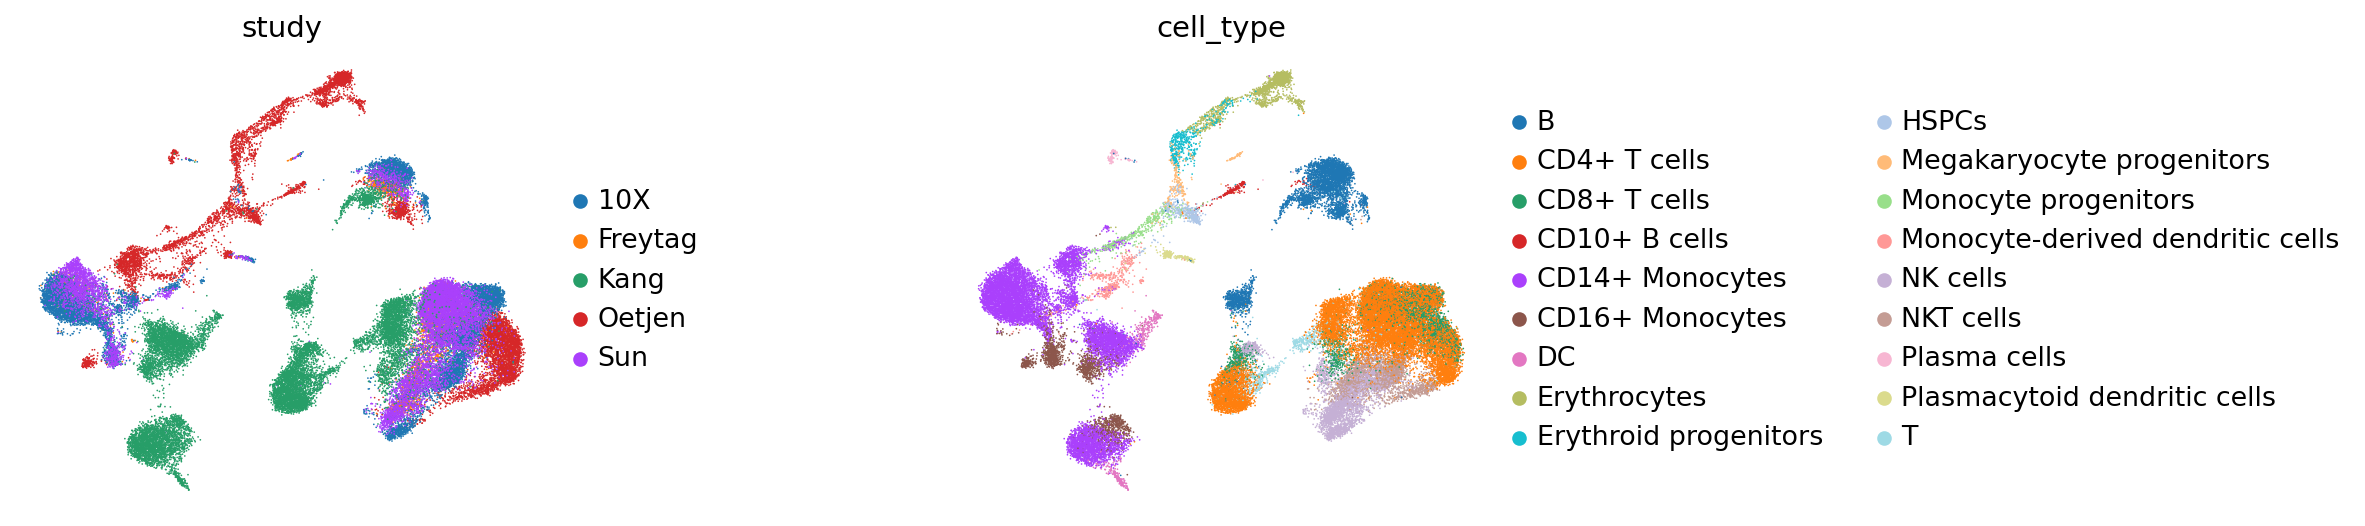 study
10X
Freytag
Kang
Oetjen
Sun
cell_type
B
CD4+ T cells
CD8+ T cells
CD10+ B cells
CD14+ Monocytes
CD16+ Monocytes
DC
Erythrocytes
Erythroid progenitors
HSPCs
Megakaryocyte progenitors
Monocyte progenitors
Monocyte-derived dendritic cells
NK cells
NKT cells
Plasma cells
Plasmacytoid dendritic cells
T